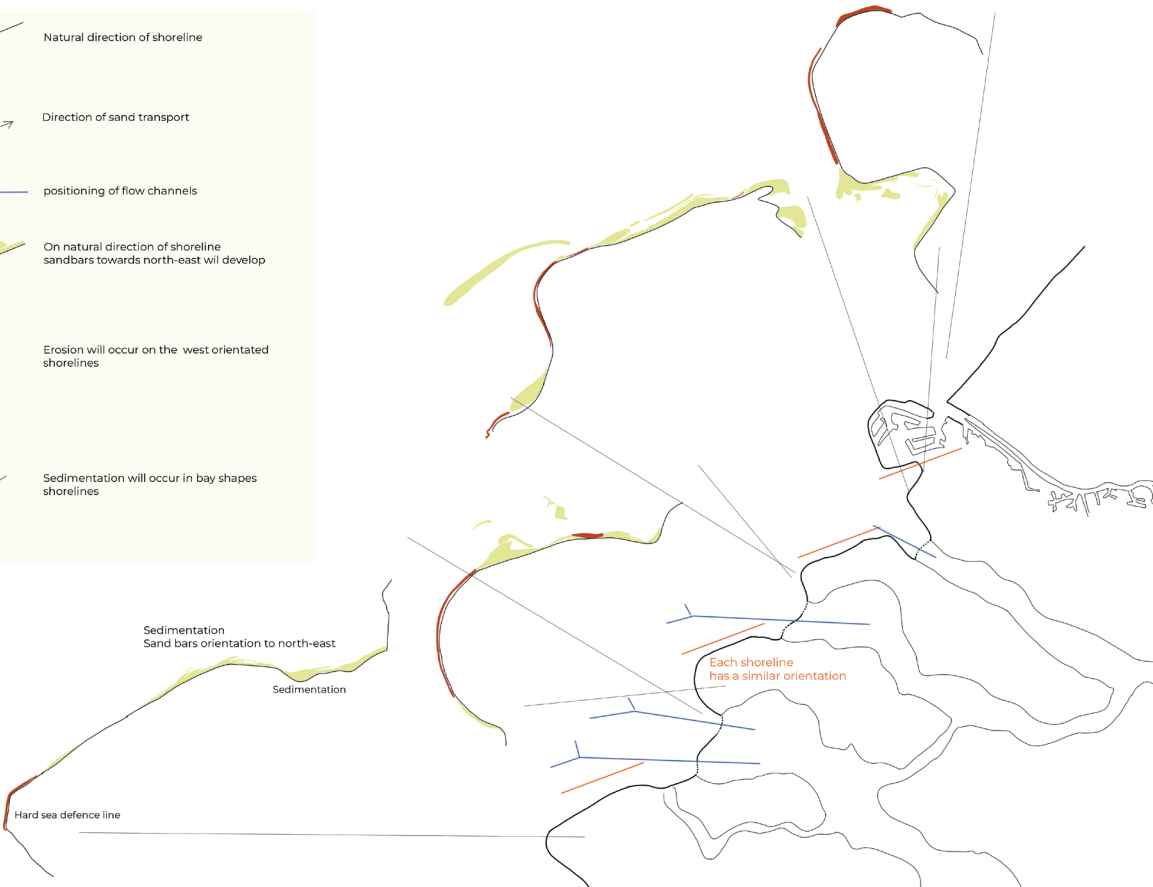 Natural direction of shoreline
Direction of sand transport
positioning of flow channels
On natural direction of shoreline
sandbars towards north-east wil develop
Erosion will occur on the west orientated
shorelines
Sedimentation will occur in bay shapes
shorelines
Sedimentation
Sand bars orientation to north-east
Sedimentation
Hard sea defence line
Each shoreline
has a similar orientation